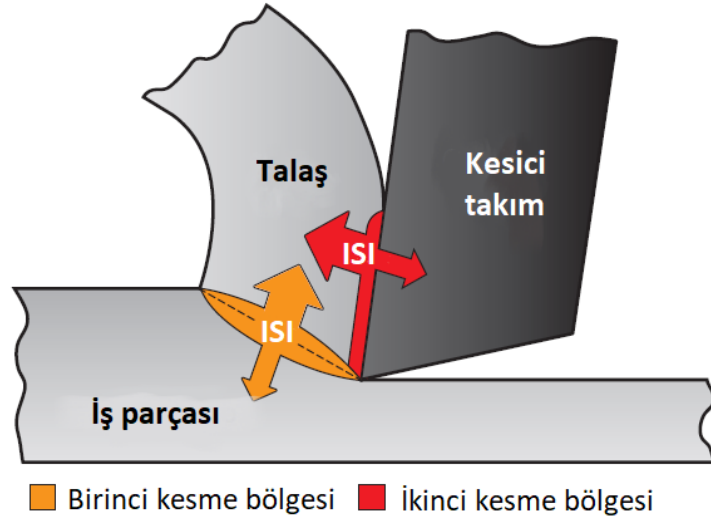 Talaş
Kesici
takım
ISI
ISI
İş parçası
Birinci kesme bölgesi
İkinci kesme bölgesi